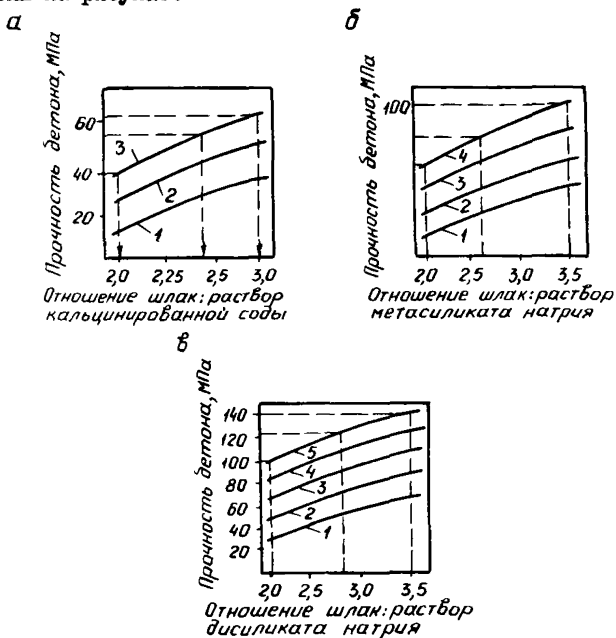 а
Прочность бетона, МПа
60
40
20
3
2
1
2,0 2,25 2,5 3,0
Отношение шлак:раствор
кальцинированной соды
б
Прочность бетона, МПа
100
4
3
2
1
2,0 2,5 3,0 3,5
Отношение шлак:раствор
метасиликата натрия
в
Прочность бетона, МПа
140
120
100
80
60
40
20
5
4
3
2
1
2,0 2,5 3,0 3,5
Отношение шлак:раствор
дисиликата натрия